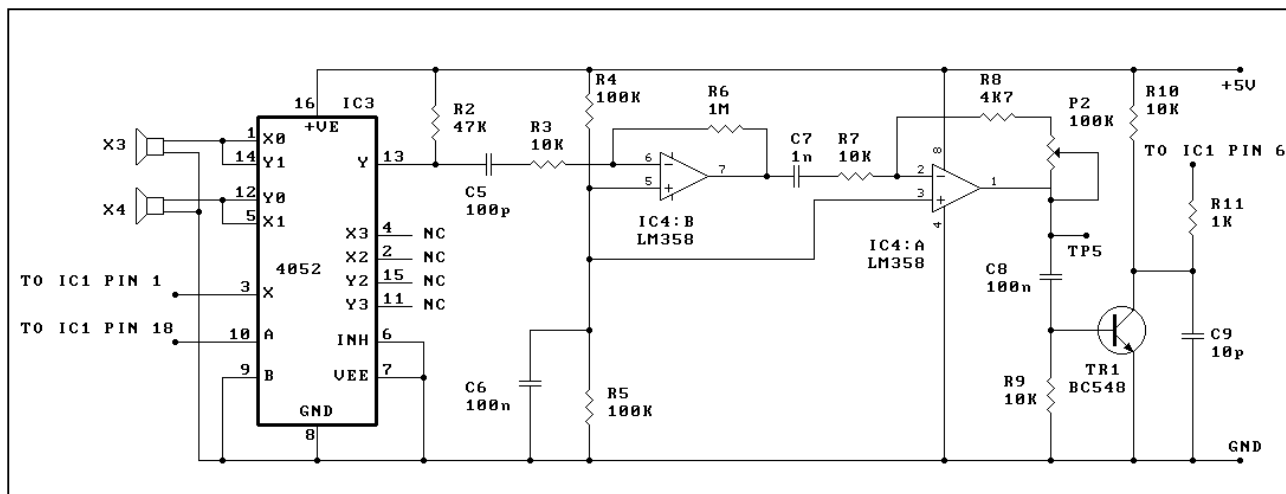 +5V
16
IC3
+VE
1
X0
14
Y1
12
Y0
5
X1
X3
X4
Y
13
X3
4
NC
X2
2
NC
Y2
15
NC
Y3
11
NC
4052
TO IC1 PIN 1
3
X
TO IC1 PIN 18
10
A
9
B
INH
6
VEE
7
GND
8
R2
47K
C5
100p
R3
10K
R4
100K
R6
1M
6
5
7
IC4:B
LM358
C7
1n
R7
10K
R8
4K7
P2
100K
8
2
3
1
4
IC4:A
LM358
R10
10K
TO IC1 PIN 6
R11
1K
TP5
C8
100n
C6
100n
R5
100K
R9
10K
TR1
BC548
C9
10p
GND